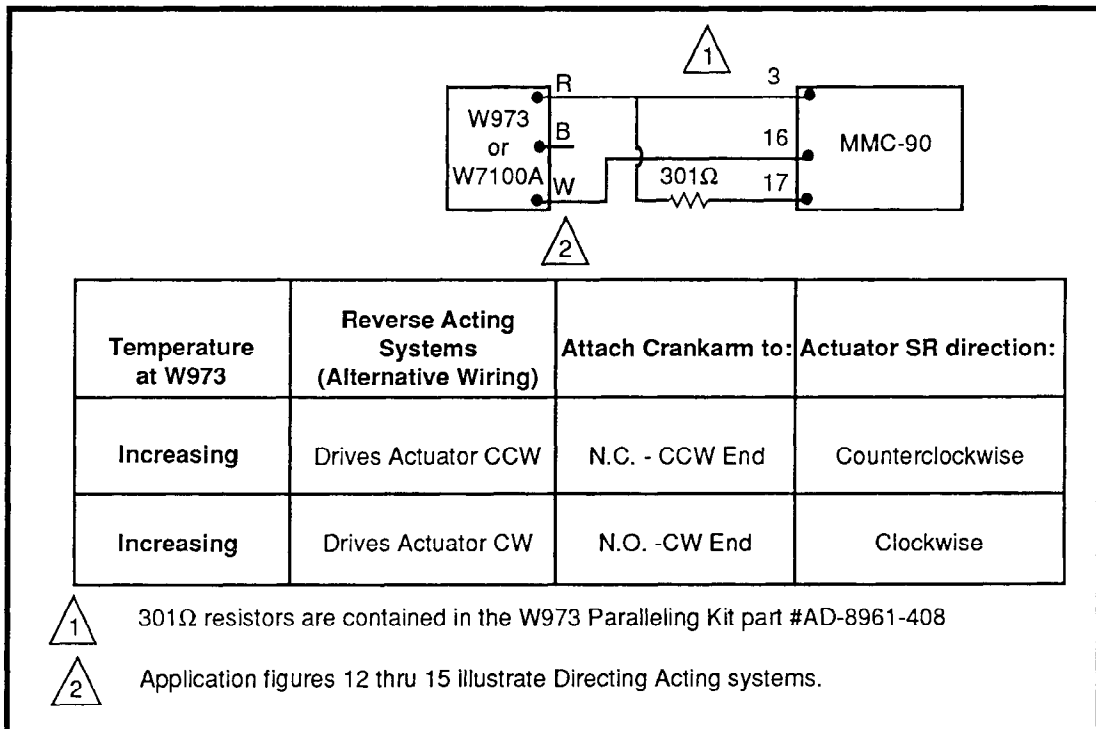 1
R
3
W973
or
W7100A
B
16
MMC-90
W
301Ω
17
2
Temperature
at W973
Reverse Acting
Systems
(Alternative Wiring)
Attach Crankarm to:
Actuator SR direction:
Increasing
Drives Actuator CCW
N.C. - CCW End
Counterclockwise
Increasing
Drives Actuator CW
N.O. -CW End
Clockwise
1 301Ω resistors are contained in the W973 Paralleling Kit part #AD-8961-408
2 Application figures 12 thru 15 illustrate Directing Acting systems.